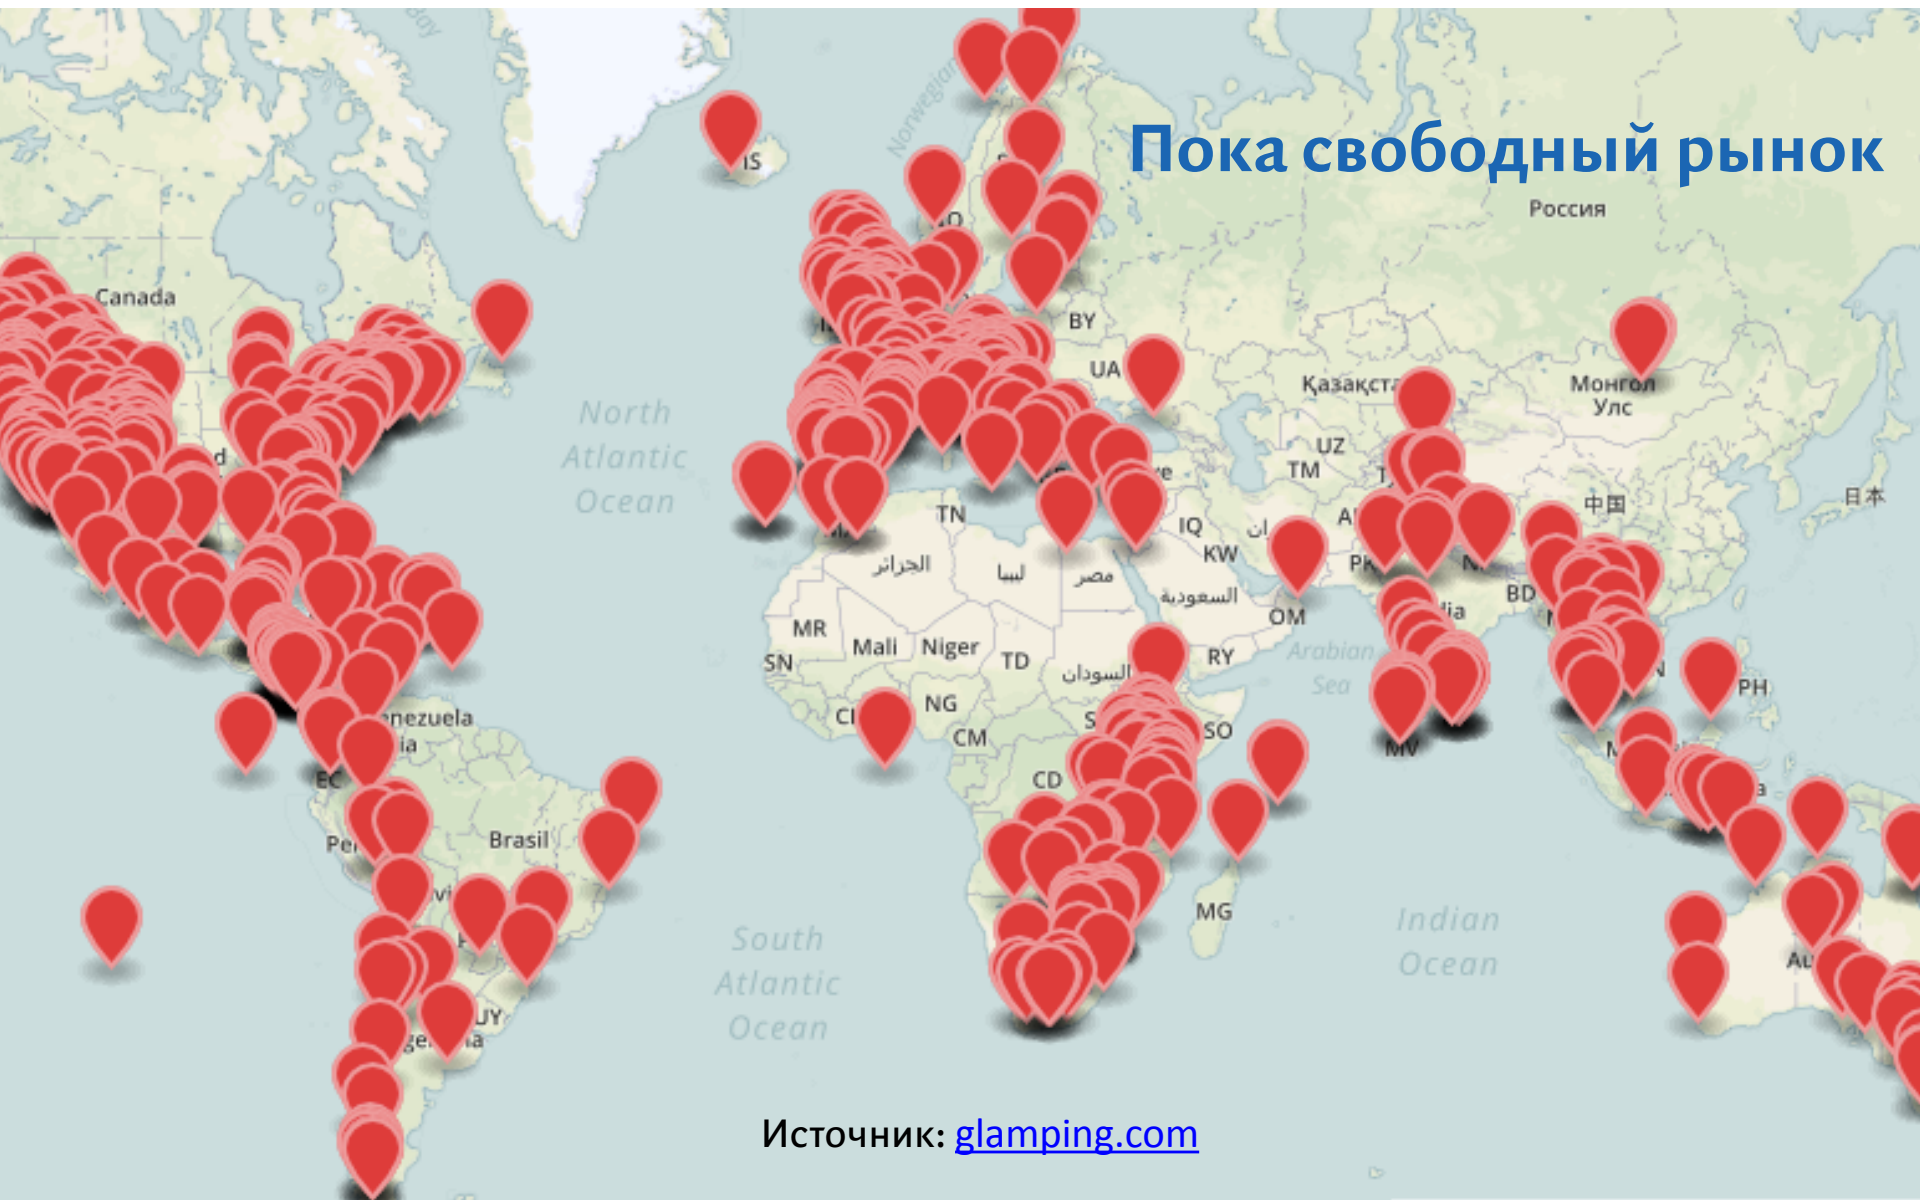 Пока свободный рынок
IS
Россия
Canada
BY
UA
Қазақст
Монгол
Улс
North
Atlantic
Ocean
UZ
TM
中国
日本
TN
IQ
KW
الجزائر
ليبيا
مصر
السعودية
BD
OM
MR
Mali
Niger
TD
السودان
SN
RY
Arabian
Sea
NG
CM
SO
PH
CD
MV
EC
Brasil
MG
South
Atlantic
Ocean
Indian
Ocean
UY
Источник: glamping.com